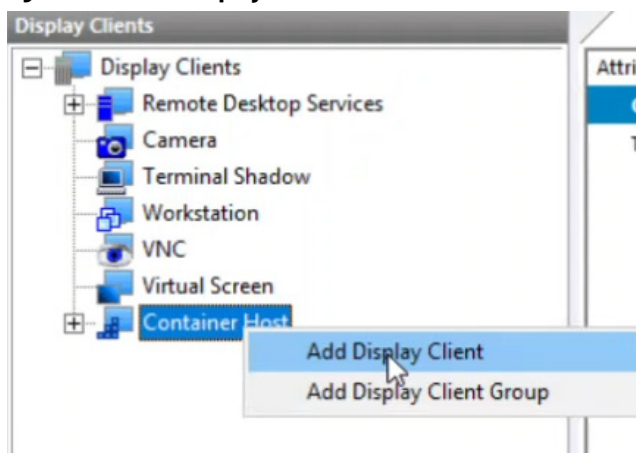 Display Clients
Display Clients
Remote Desktop Services
Camera
Terminal Shadow
Workstation
VNC
Virtual Screen
Container Host
Add Display Client
Add Display Client Group
Attri